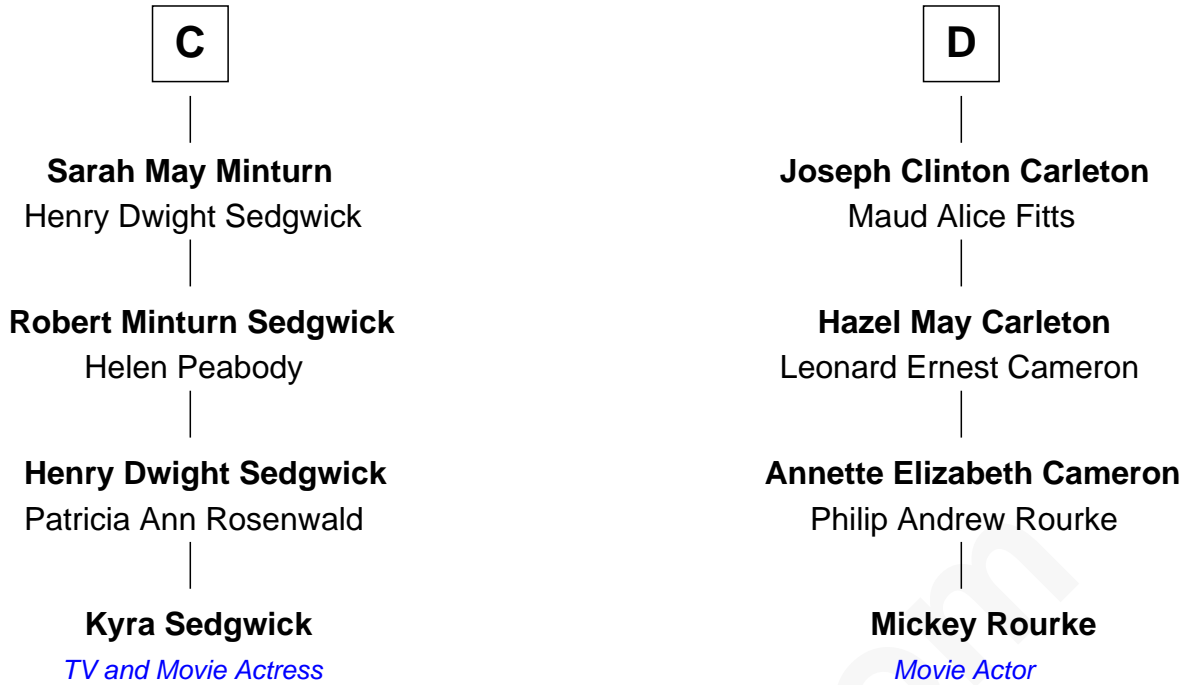 C
Sarah May Minturn
Henry Dwight Sedgwick
Robert Minturn Sedgwick
Helen Peabody
Henry Dwight Sedgwick
Patricia Ann Rosenwald
Kyra Sedgwick
TV and Movie Actress
D
Joseph Clinton Carleton
Maud Alice Fitts
Hazel May Carleton
Leonard Ernest Cameron
Annette Elizabeth Cameron
Philip Andrew Rourke
Mickey Rourke
Movie Actor